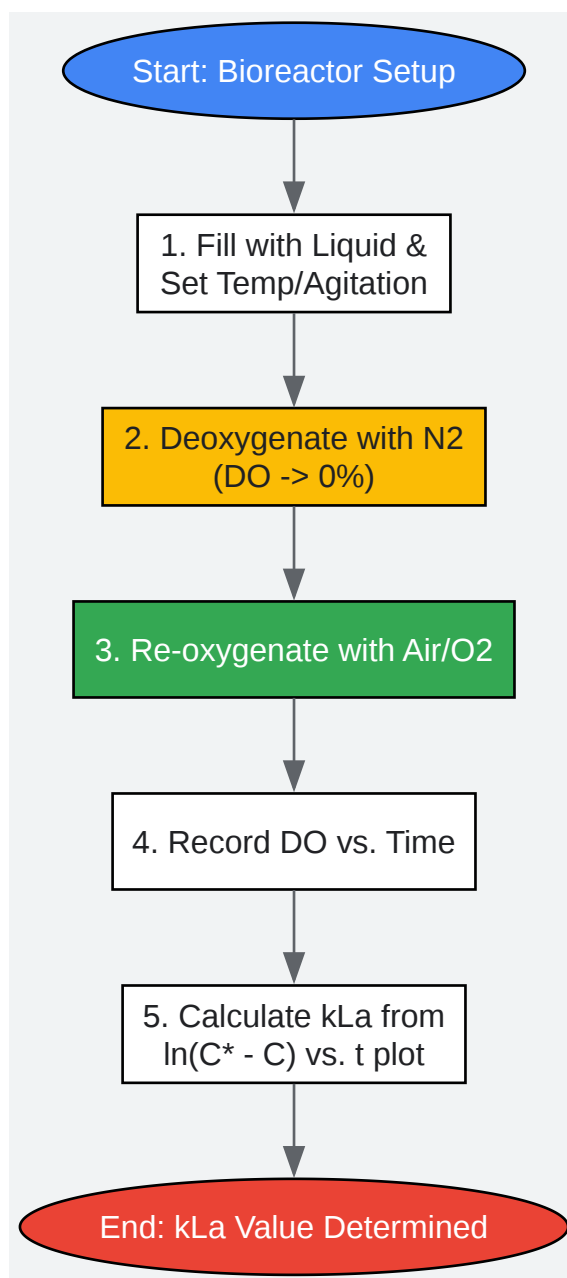 Start: Bioreactor Setup
1. Fill with Liquid &
Set Temp/Agitation
2. Deoxygenate with N2
(DO -> 0%)
3. Re-oxygenate with Air/O2
4. Record DO vs. Time
5. Calculate kLa from
ln(C* - C) vs. t plot
End: kLa Value Determined